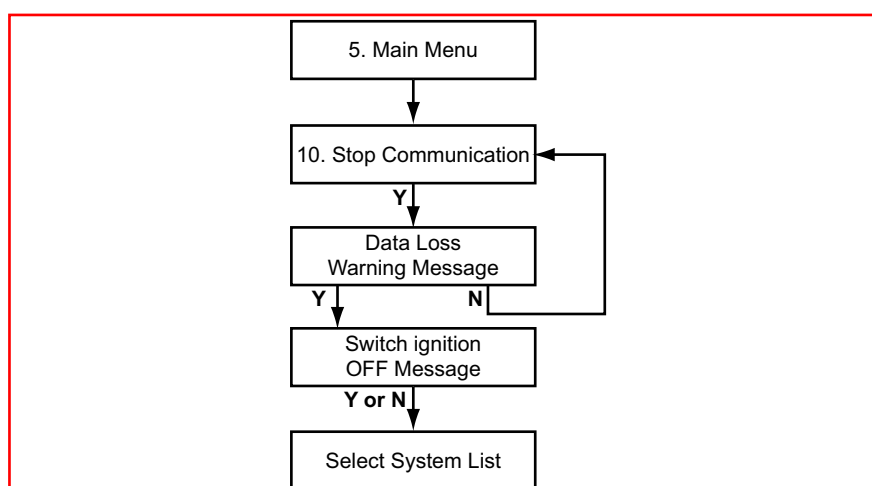 5. Main Menu
10. Stop Communication
Y
Data Loss
Warning Message
Y
N
Switch ignition
OFF Message
Y or N
Select System List